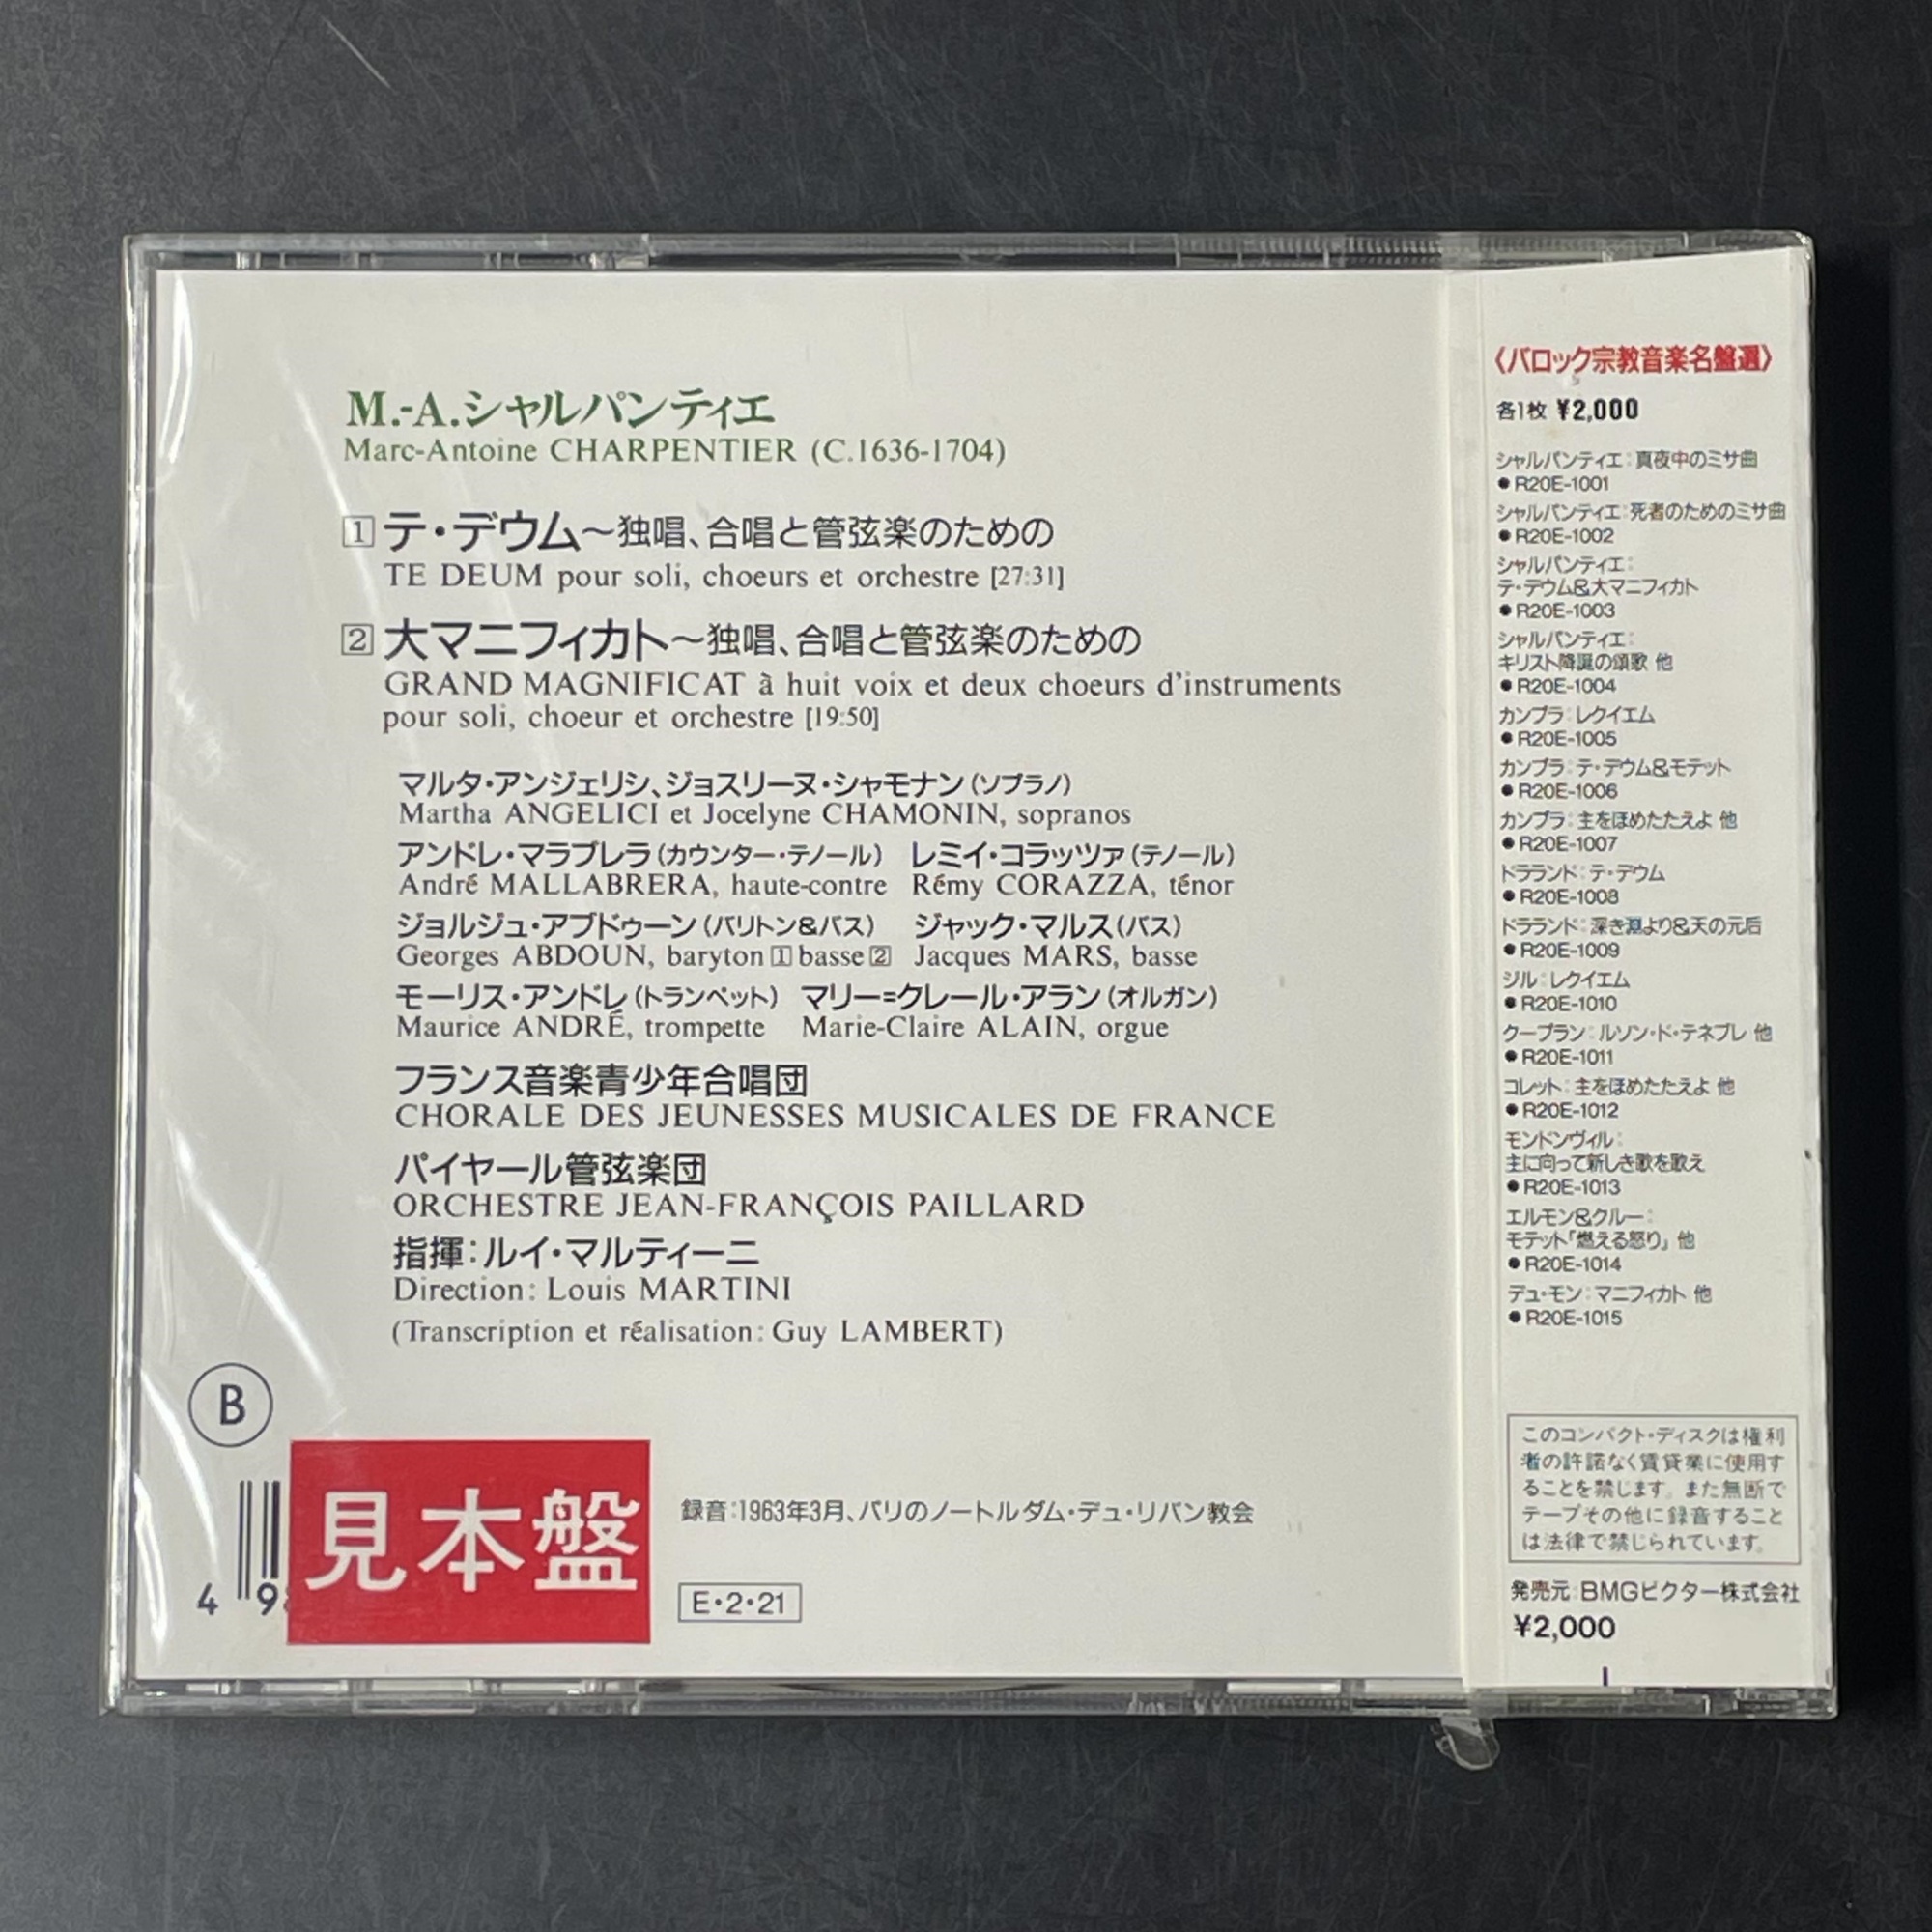 M.-A.シャルパンティエ
Marc-Antoine CHARPENTIER (C.1636-1704)
1 テ・デウム～独唱、合唱と管弦楽のための
TE DEUM pour soli, choeurs et orchestre [27:31]
2 大マニフィカト～独唱、合唱と管弦楽のための
GRAND MAGNIFICAT à huit voix et deux choeurs d'instruments
pour soli, choeur et orchestre [19:50]
マルタ・アンジェリシ、ジョスリーヌ・シャモナン(ソプラノ)
Martha ANGELICI et Jocelyne CHAMONIN, sopranos
アンドレ・マラブレラ(カウンター・テノール) レミイ・コラッツァ(テノール)
André MALLABRERA, haute-contre Rémy CORAZZA, ténor
ジョルジュ・アブドゥーン(バリトン&バス) ジャック・マルス(バス)
Georges ABDOUN, baryton 1 basse 2 Jacques MARS, basse
モーリス・アンドレ(トランペット) マリー=クレール・アラン(オルガン)
Maurice ANDRÉ, trompette Marie-Claire ALAIN, orgue
フランス音楽青少年合唱団
CHORALE DES JEUNESSES MUSICALES DE FRANCE
パイヤール管弦楽団
ORCHESTRE JEAN-FRANÇOIS PAILLARD
指揮:ルイ・マルティーニ
Direction: Louis MARTINI
(Transcription et réalisation: Guy LAMBERT)
B
見本盤
4 9
録音:1963年3月、パリのノートルダム・デュ・リバン教会
E・2・21
〈バロック宗教音楽名盤選〉
各1枚 ¥2,000
シャルパンティエ:真夜中のミサ曲
●R20E-1001
シャルパンティエ:死者のためのミサ曲
●R20E-1002
シャルパンティエ:
テ・デウム&大マニフィカト
●R20E-1003
シャルパンティエ:
キリスト降誕の頌歌 他
●R20E-1004
カンプラ:レクイエム
●R20E-1005
カンプラ:テ・デウム&モテット
●R20E-1006
カンプラ:主をほめたたえよ 他
●R20E-1007
ドラランド:テ・デウム
●R20E-1008
ドラランド:深き淵より&天の元后
●R20E-1009
ジル:レクイエム
●R20E-1010
クープラン:ルソン・ド・テネブレ 他
●R20E-1011
コレット:主をほめたたえよ 他
●R20E-1012
モンドンヴィル:
主に向って新しき歌を歌え
●R20E-1013
エルモン&クルー:
モテット「燃える怒り」他
●R20E-1014
デュ・モン:マニフィカト 他
●R20E-1015
このコンパクト・ディスクは権利
者の許諾なく賃貸業に使用す
ることを禁じます。また無断で
テープその他に録音すること
は法律で禁じられています。
発売元:BMGビクター株式会社
¥2,000